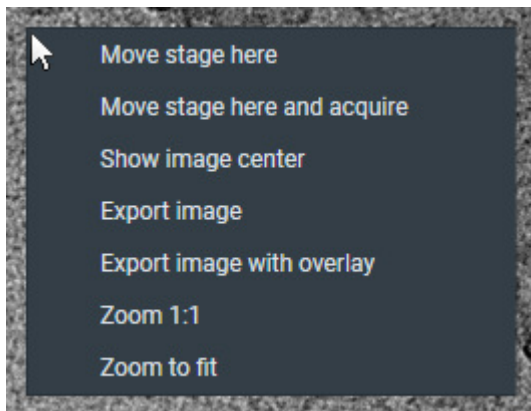 Move stage here
Move stage here and acquire
Show image center
Export image
Export image with overlay
Zoom 1:1
Zoom to fit